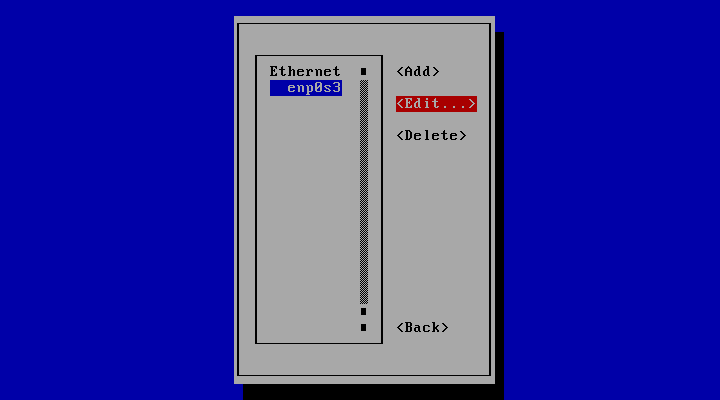 Ethernet
enp0s3
<Add>
<Edit...>
<Delete>
<Back>